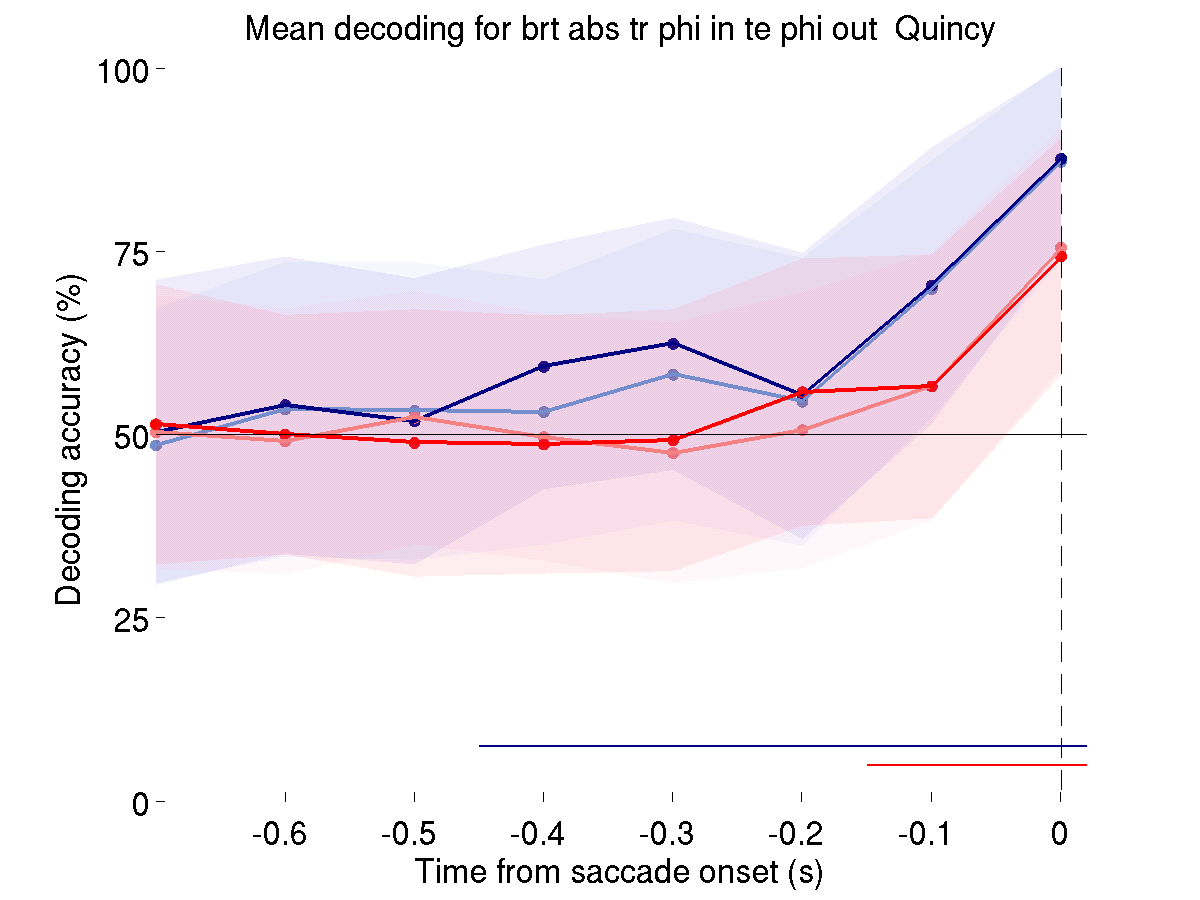 Mean decoding for brt abs tr phi in te phi out  Quincy
100
75
50
25
0
Decoding accuracy (%)
-0.6 -0.5 -0.4 -0.3 -0.2 -0.1 0
Time from saccade onset (s)